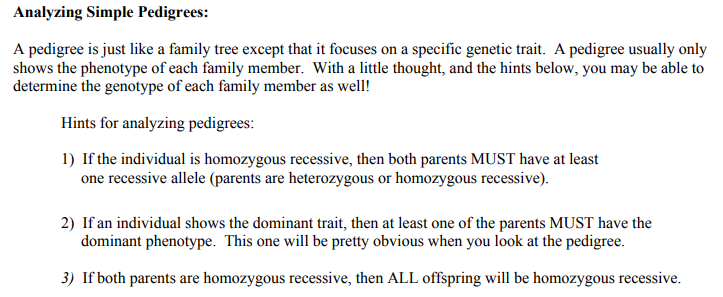 Analyzing Simple Pedigrees:
A pedigree is just like a family tree except that it focuses on a specific genetic trait.  A pedigree usually only
shows the phenotype of each family member.  With a little thought, and the hints below, you may be able to
determine the genotype of each family member as well!
Hints for analyzing pedigrees:
1)  If the individual is homozygous recessive, then both parents MUST have at least
one recessive allele (parents are heterozygous or homozygous recessive).
2)  If an individual shows the dominant trait, then at least one of the parents MUST have the
dominant phenotype.  This one will be pretty obvious when you look at the pedigree.
3)  If both parents are homozygous recessive, then ALL offspring will be homozygous recessive.